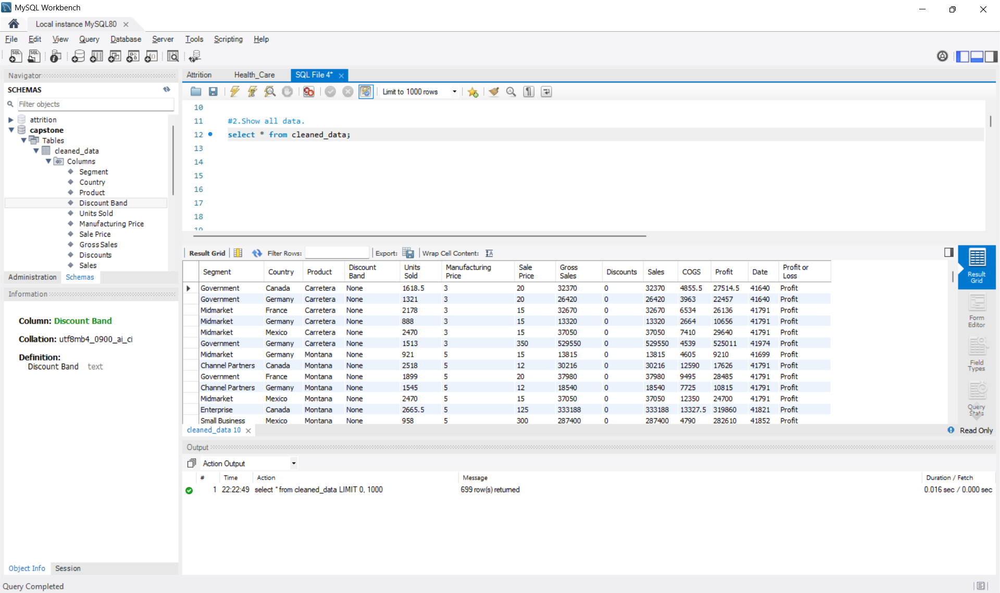 MySQL Workbench
Local instance MySQL80
File Edit View Query Database Server Tools Scripting Help
Navigator
SCHEMAS
Filter objects
attrition
capstone
Tables
cleaned_data
Columns
Segment
Country
Product
Discount Band
Units Sold
Manufacturing Price
Sale Price
Gross Sales
Discounts
Sales
Administration Schemas
Information
Column: Discount Band
Collation: utf8mb4_0900_ai_ci
Definition:
Discount Band text
Object Info Session
Attrition Health_Care SQL File 4*
Limit to 1000 rows
10
11 #2.Show all data.
12 select * from cleaned_data;
13
14
15
16
17
18
19
Result Grid Filter Rows: Export: Wrap Cell Content:
Segment Country Product Discount Band Units Sold Manufacturing Price Sale Price Gross Sales Discounts Sales COGS Profit Date Profit or Loss
Government Canada Carretera None 1618.5 3 20 32370 0 32370 4855.5 27514.5 41640 Profit
Government Germany Carretera None 1321 3 20 26420 0 26420 3963 22457 41640 Profit
Midmarket France Carretera None 2178 3 15 32670 0 32670 6534 26136 41791 Profit
Midmarket Germany Carretera None 888 3 15 13320 0 13320 2664 10656 41791 Profit
Midmarket Mexico Carretera None 2470 3 15 37050 0 37050 7410 29640 41791 Profit
Government Germany Carretera None 1513 3 350 529550 0 529550 4539 525011 41974 Profit
Midmarket Germany Montana None 921 5 15 13815 0 13815 4605 9210 41699 Profit
Channel Partners Canada Montana None 2518 5 12 30216 0 30216 12590 17626 41791 Profit
Government France Montana None 1899 5 20 37980 0 37980 9495 28485 41791 Profit
Channel Partners Germany Montana None 1545 5 12 18540 0 18540 7725 10815 41791 Profit
Midmarket Mexico Montana None 2470 5 15 37050 0 37050 12350 24700 41791 Profit
Enterprise Canada Montana None 2665.5 5 125 333188 0 333188 13327.5 319860 41821 Profit
Small Business Mexico Montana None 958 5 300 287400 0 287400 4790 282610 41852 Profit
Result Grid
Form Editor
Field Types
Query Stats
cleaned_data 10
Read Only
Output
Action Output
# Time Action Message Duration / Fetch
1 22:22:49 select * from cleaned_data LIMIT 0, 1000 699 row(s) returned 0.016 sec / 0.000 sec
Query Completed